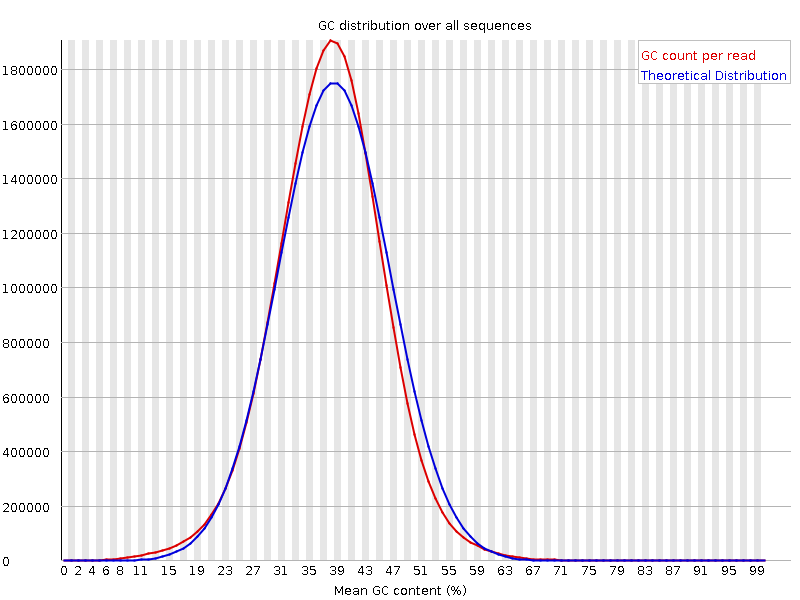 GC distribution over all sequences
GC count per read
Theoretical Distribution
1800000
1600000
1400000
1200000
1000000
800000
600000
400000
200000
0
0 2 4 6 8 11 15 19 23 27 31 35 39 43 47 51 55 59 63 67 71 75 79 83 87 91 95 99
Mean GC content (%)